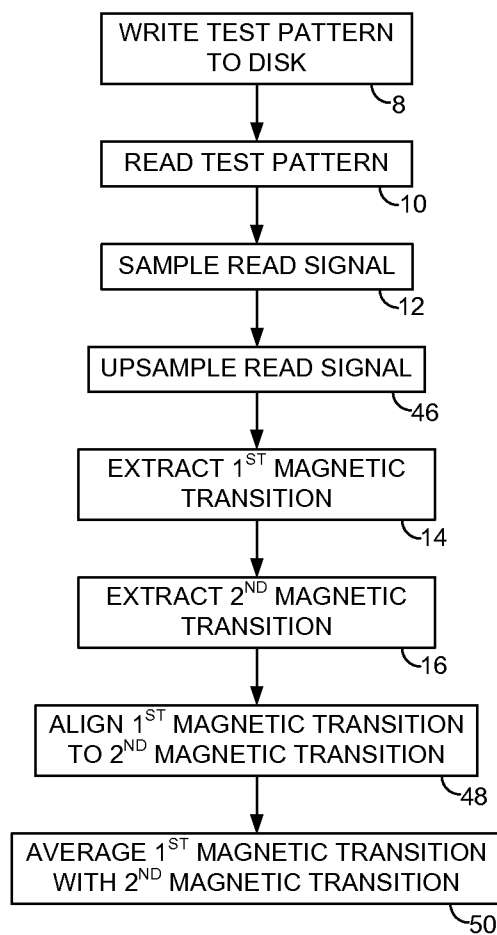 WRITE TEST PATTERN
TO DISK
8
READ TEST PATTERN
10
SAMPLE READ SIGNAL
12
UPSAMPLE READ SIGNAL
46
EXTRACT 1ST MAGNETIC
TRANSITION
14
EXTRACT 2ND MAGNETIC
TRANSITION
16
ALIGN 1ST MAGNETIC TRANSITION
TO 2ND MAGNETIC TRANSITION
48
AVERAGE 1ST MAGNETIC TRANSITION
WITH 2ND MAGNETIC TRANSITION
50